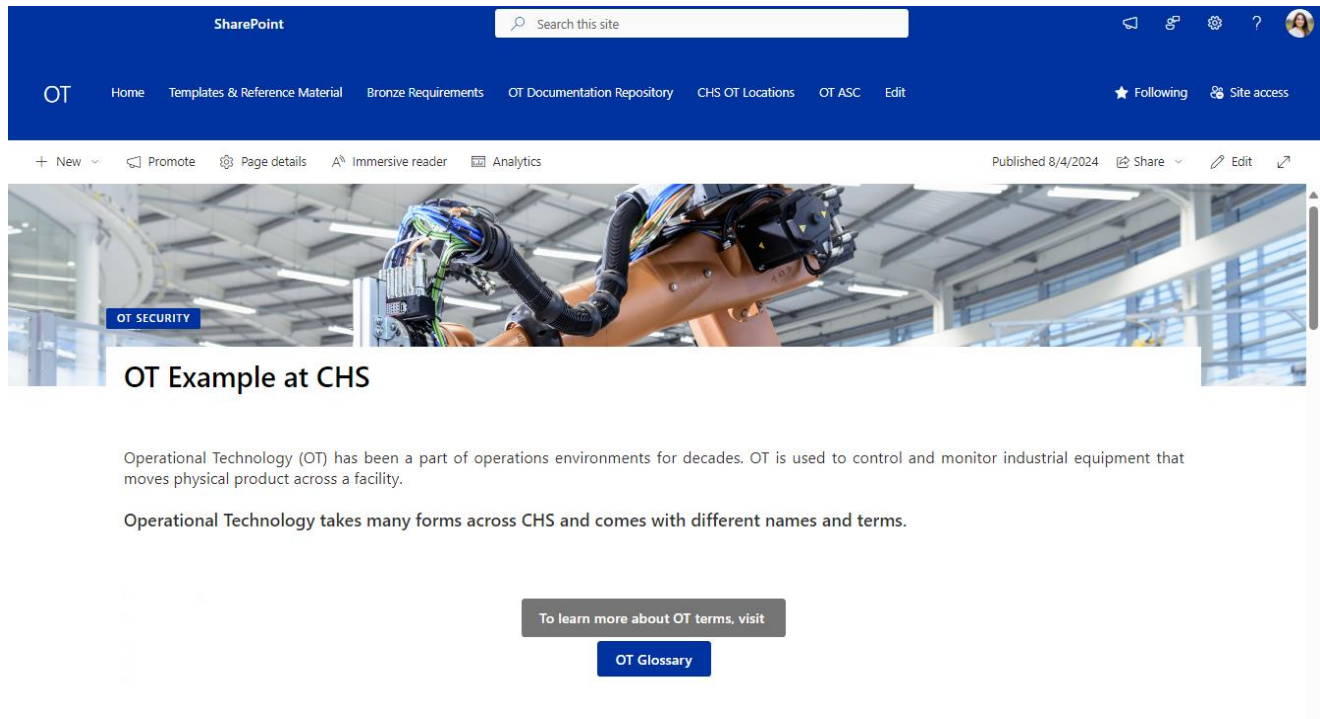 SharePoint
Search this site
?
OT Home Templates & Reference Material Bronze Requirements OT Documentation Repository CHS OT Locations OT ASC Edit Following Site access
New Promote Page details Immersive reader Analytics Published 8/4/2024 Share Edit
OT SECURITY
OT Example at CHS
Operational Technology (OT) has been a part of operations environments for decades. OT is used to control and monitor industrial equipment that
moves physical product across a facility.
Operational Technology takes many forms across CHS and comes with different names and terms.
To learn more about OT terms, visit
OT Glossary